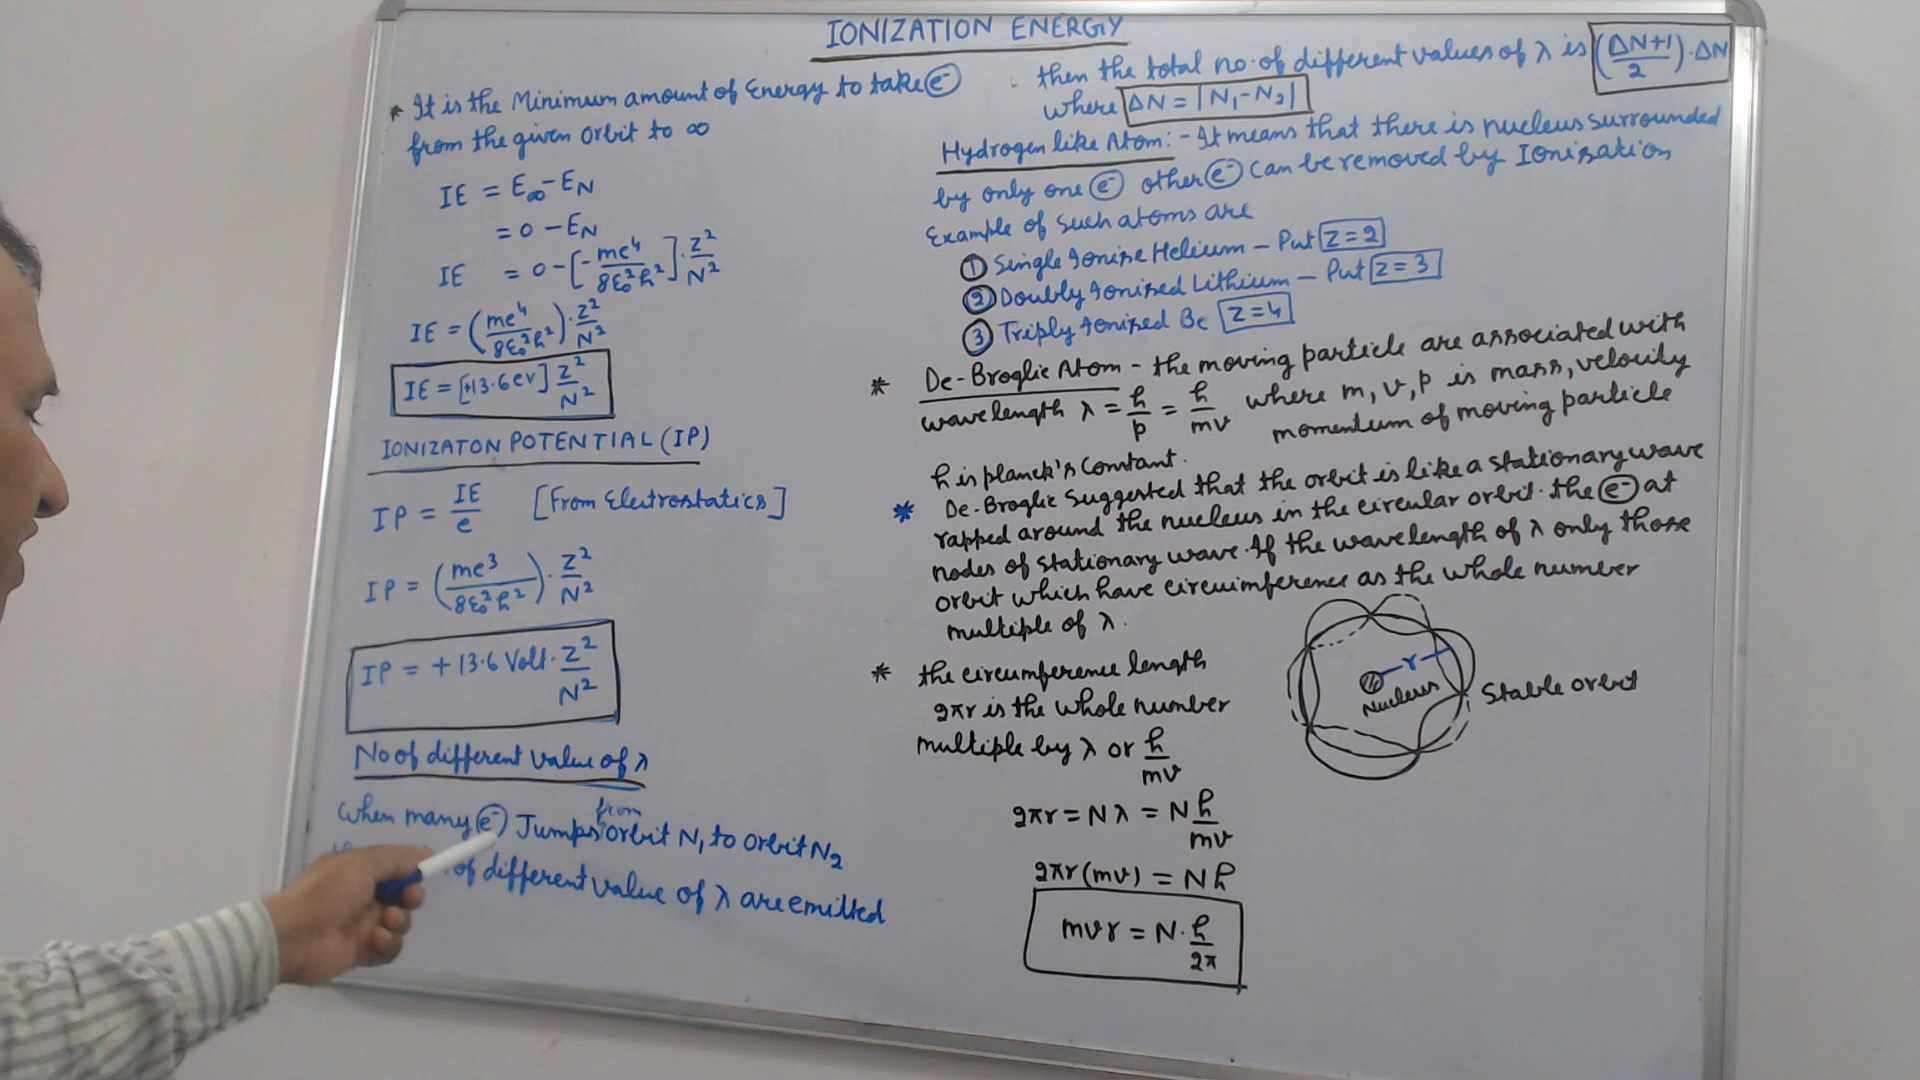 IONIZATION ENERGY
* It is the Minimum amount of Energy to take e⁻
from the given orbit to ∞
IE = E∞ - EN
= 0 - EN
IE = 0 - [-me⁴/8ε₀²h²] . Z²/N²
IE = (me⁴/8ε₀²h²) . Z²/N²
IE = [+13.6 ev] Z²/N²
IONIZATON POTENTIAL (IP)
IP = IE/e [From Eletrostatics]
IP = (me³/8ε₀²h²) . Z²/N²
IP = + 13.6 Volt . Z²/N²
No of different value of λ
When many e⁻ Jumps from orbit N₁ to orbit N₂
of different value of λ are emitted
then the total no. of different values of λ is ((ΔN+1)/2) . ΔN
where ΔN = |N₁ - N₂|
Hydrogen like Atom: - It means that there is nucleus surrounded
by only one e⁻ other e⁻ can be removed by Ionisation
Example of such atoms are
① Single Ionize Helium - Put Z=2
② Doubly Ionized Lithium - Put Z=3
③ Triply Ionized Be Z=4
* De-Broglie Atom - the moving particle are associated with
wavelength λ = h/p = h/mv where m, v, p is mass, velocity
momentum of moving particle
h is planck's Constant.
* De-Broglie Suggested that the orbit is like a stationary wave
rapped around the nucleus in the circular orbit. the e⁻ at
nodes of stationary wave. If the wavelength of λ only those
orbit which have circuimference as the whole number
multiple of λ.
* the circumference length
2πr is the whole number
multiple by λ or h/mv
2πr = Nλ = N h/mv
2πr(mv) = Nh
mvr = N . h/2π
r
Nucleus
Stable orbit